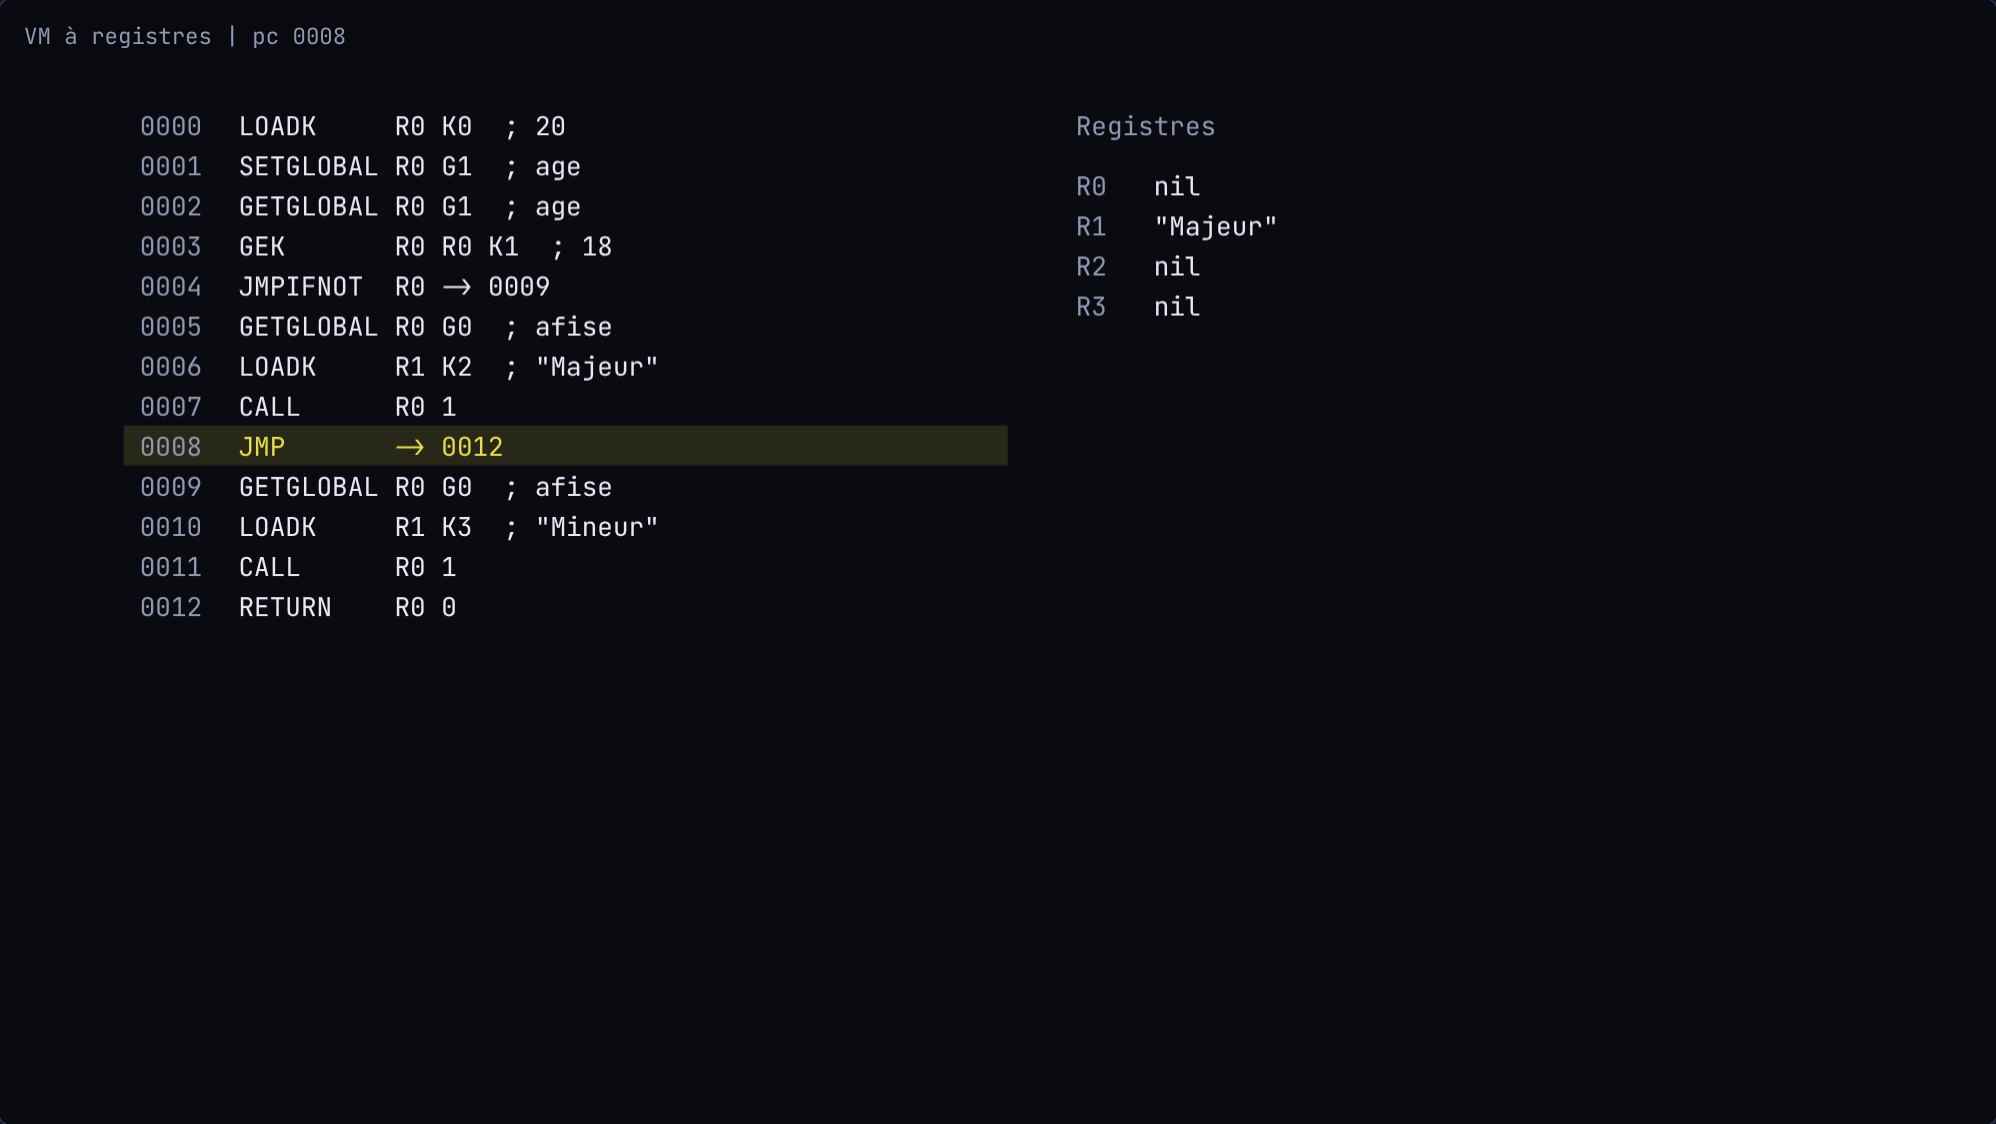 VM à registres | pc 0008
0000 LOADK R0 K0 ; 20
0001 SETGLOBAL R0 G1 ; age
0002 GETGLOBAL R0 G1 ; age
0003 GEK R0 R0 K1 ; 18
0004 JMPIFNOT R0 -> 0009
0005 GETGLOBAL R0 G0 ; afise
0006 LOADK R1 K2 ; "Majeur"
0007 CALL R0 1
0008 JMP -> 0012
0009 GETGLOBAL R0 G0 ; afise
0010 LOADK R1 K3 ; "Mineur"
0011 CALL R0 1
0012 RETURN R0 0
Registres
R0 nil
R1 "Majeur"
R2 nil
R3 nil